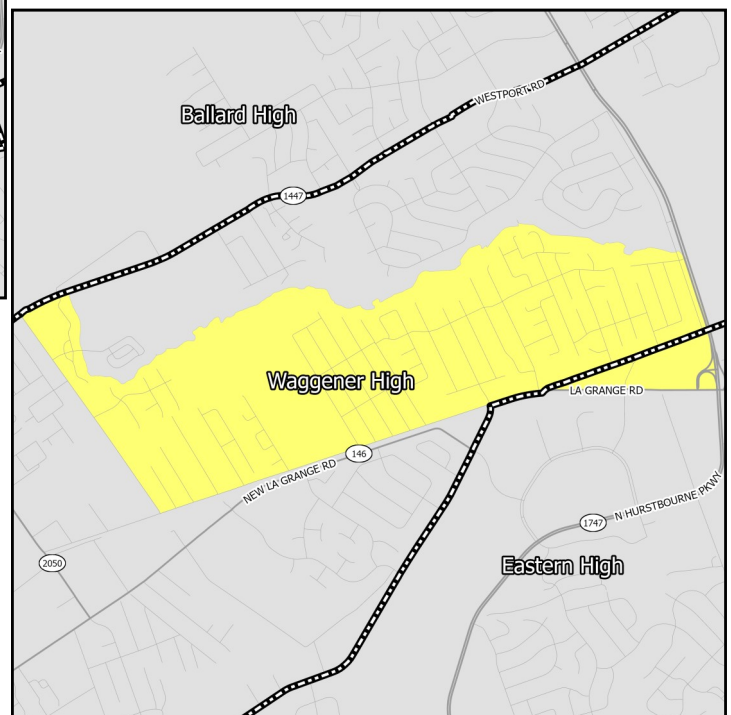 WESTPORT RD
Ballard High
1447
Waggener High
LA GRANGE RD
146
NEW LA GRANGE RD
N HURSTBOURNE PKWY
1747
2050
Eastern High